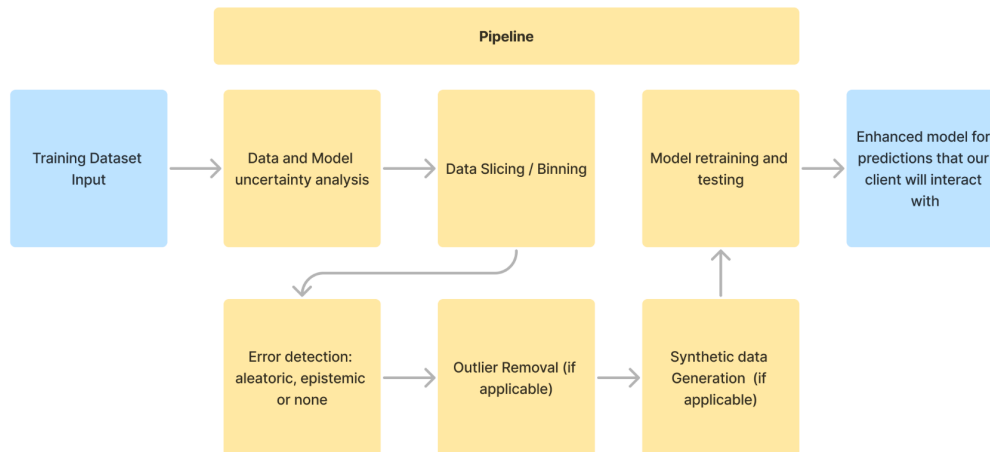 Pipeline
Training Dataset
Input
Data and Model
uncertainty analysis
Data Slicing / Binning
Model retraining and
testing
Enhanced model for
predictions that our
client will interact
with
Error detection:
aleatoric, epistemic
or none
Outlier Removal (if
applicable)
Synthetic data
Generation (if
applicable)